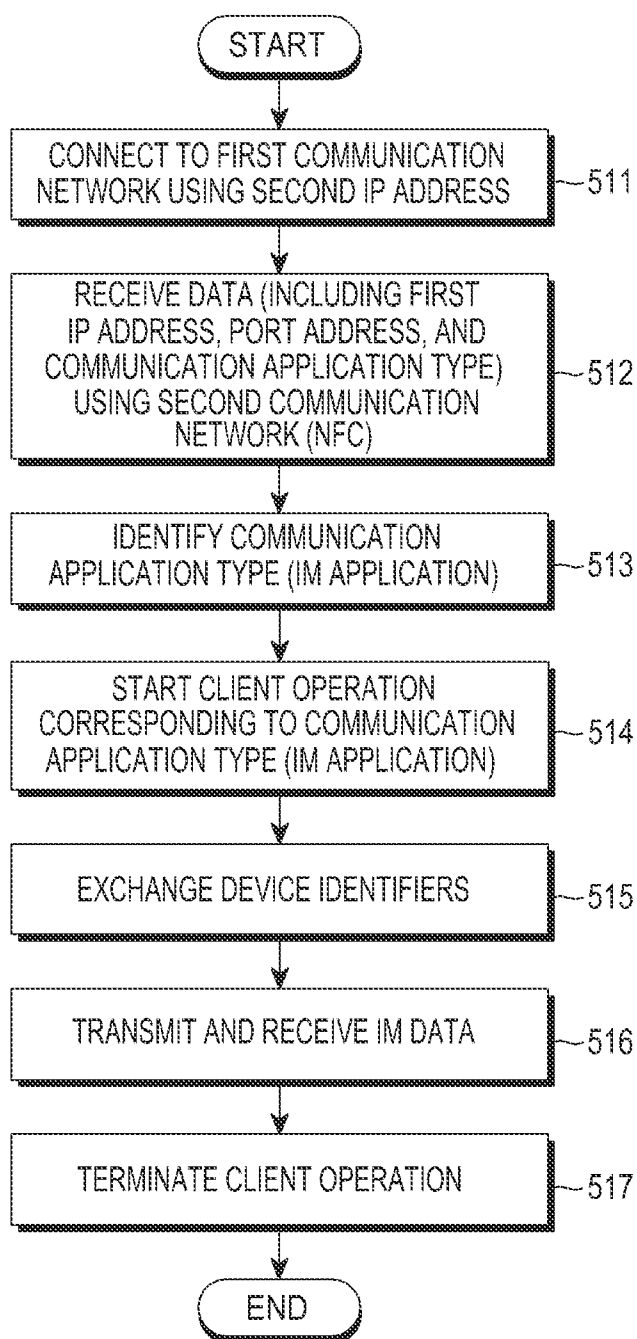 START
CONNECT TO FIRST COMMUNICATION
NETWORK USING SECOND IP ADDRESS
511
RECEIVE DATA (INCLUDING FIRST
IP ADDRESS, PORT ADDRESS, AND
COMMUNICATION APPLICATION TYPE)
USING SECOND COMMUNICATION
NETWORK (NFC)
512
IDENTIFY COMMUNICATION
APPLICATION TYPE (IM APPLICATION)
513
START CLIENT OPERATION
CORRESPONDING TO COMMUNICATION
APPLICATION TYPE (IM APPLICATION)
514
EXCHANGE DEVICE IDENTIFIERS
515
TRANSMIT AND RECEIVE IM DATA
516
TERMINATE CLIENT OPERATION
517
END